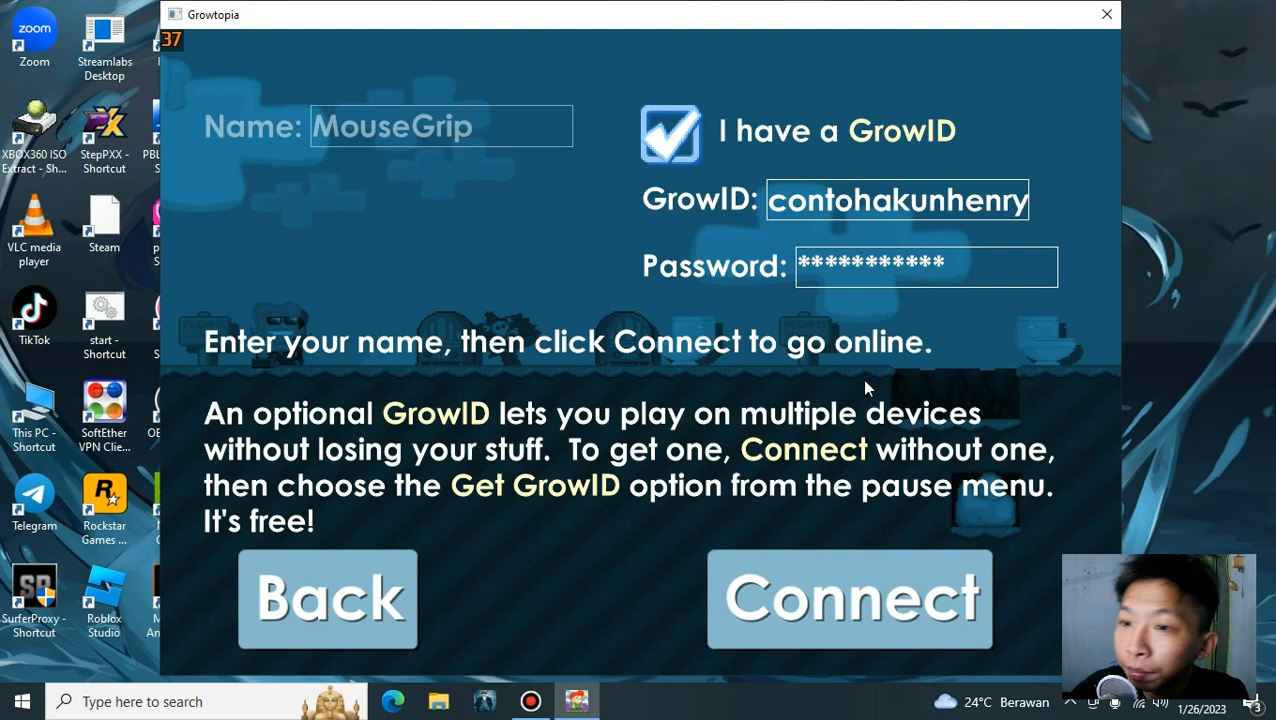 Growtopia
37
Zoom
Streamlabs
Desktop
XBOX360 ISO
Extract - Sh...
StepPXX -
Shortcut
PBL
VLC media
player
Steam
TikTok
start -
Shortcut
This PC -
Shortcut
SoftEther
VPN Clie...
Telegram
Rockstar
Games ...
SurferProxy -
Shortcut
Roblox
Studio
Name: MouseGrip
I have a GrowID
GrowID: contohakunhenry
Password: ***********
Enter your name, then click Connect to go online.
An optional GrowID lets you play on multiple devices
without losing your stuff.  To get one, Connect without one,
then choose the Get GrowID option from the pause menu.
It's free!
Back
Connect
Type here to search
24°C Berawan
1/26/2023
3